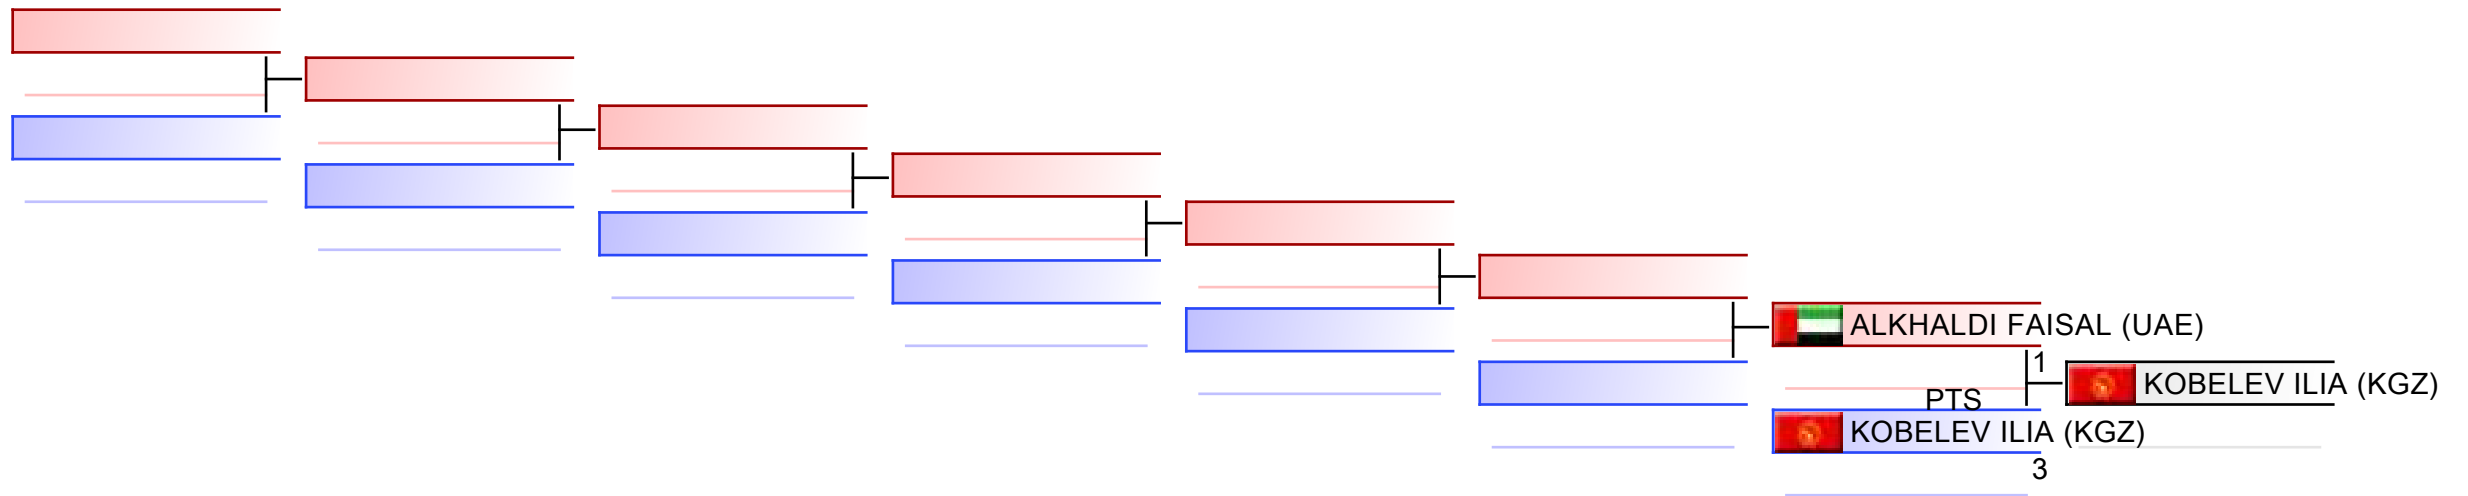 ALKHALDI FAISAL (UAE)
1
KOBELEV ILIA (KGZ)
PTS
KOBELEV ILIA (KGZ)
3